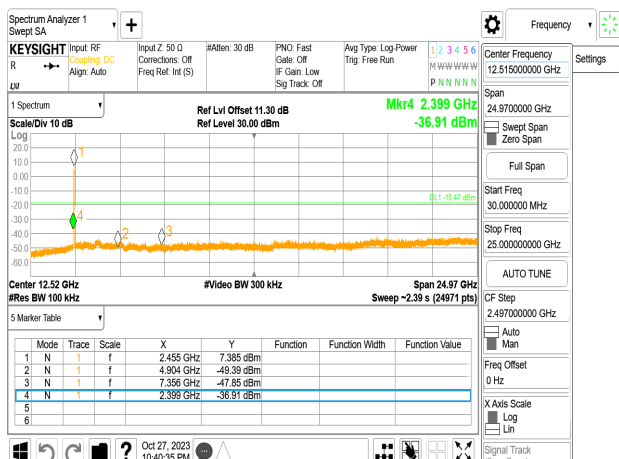 Spectrum Analyzer 1
Swept SA
KEYSIGHT
R
Input: RF
Coupling: DC
Align: Auto
Input Z: 50 Ω
Corrections: Off
Freq Ref: Int (S)
#Atten: 30 dB
PNO: Fast
Gate: Off
IF Gain: Low
Sig Track: Off
Avg Type: Log-Power
Trig: Free Run
1 2 3 4 5 6
M W W W W W
P N N N N N
1 Spectrum
Scale/Div 10 dB
Ref Lvl Offset 11.30 dB
Ref Level 30.00 dBm
Mkr4 2.399 GHz
-36.91 dBm
Log
20.0
10.0
0.00
-10.0
-20.0
-30.0
-40.0
-50.0
-60.0
1
2
3
4
DL1 -18.47 dBm
Center 12.52 GHz
#Res BW 100 kHz
#Video BW 300 kHz
Span 24.97 GHz
Sweep ~2.39 s (24971 pts)
5 Marker Table
Mode Trace Scale X Y Function Function Width Function Value
1 N 1 f 2.455 GHz 7.385 dBm
2 N 1 f 4.904 GHz -49.39 dBm
3 N 1 f 7.356 GHz -47.85 dBm
4 N 1 f 2.399 GHz -36.91 dBm
5
6
?
Oct 27, 2023
10:40:35 PM
Frequency
Settings
Center Frequency
12.515000000 GHz
Span
24.9700000 GHz
Swept Span
Zero Span
Full Span
Start Freq
30.000000 MHz
Stop Freq
25.000000000 GHz
AUTO TUNE
CF Step
2.497000000 GHz
Auto
Man
Freq Offset
0 Hz
X Axis Scale
Log
Lin
Signal Track